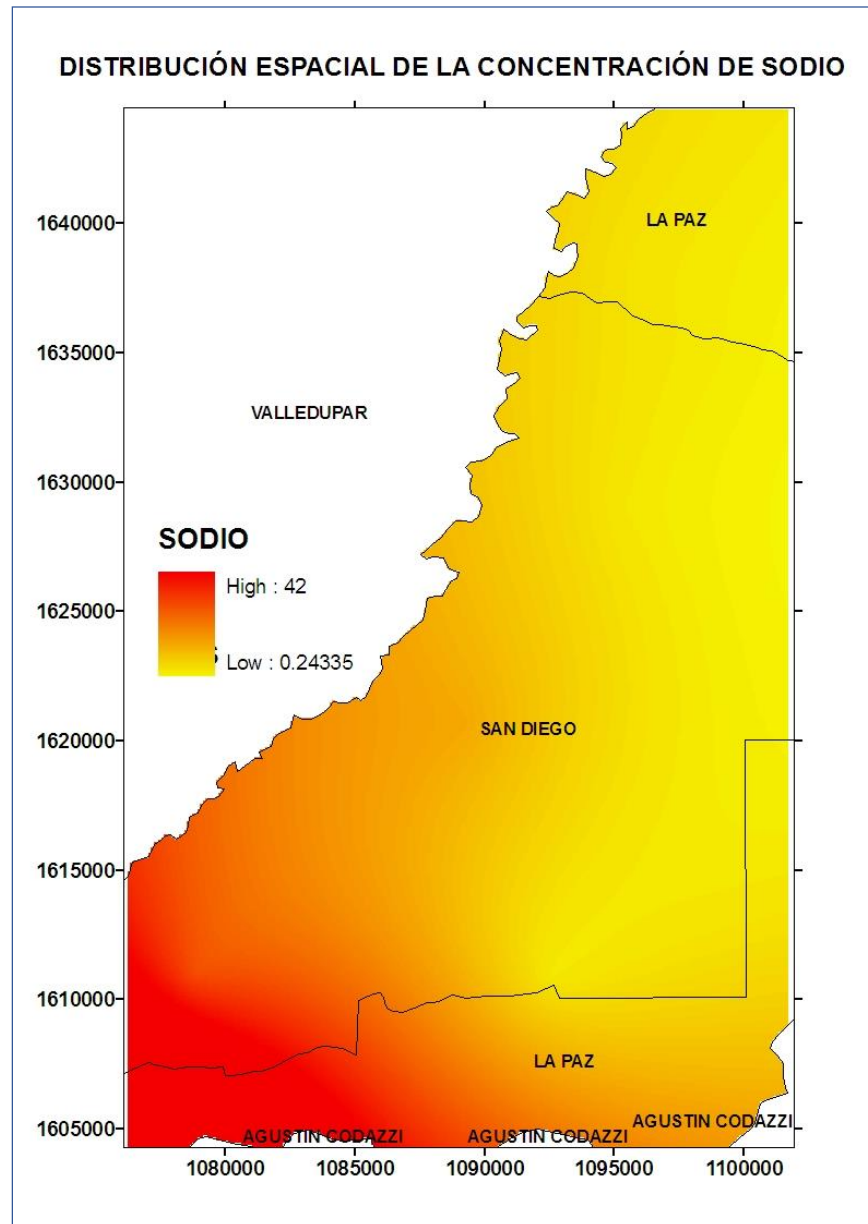 DISTRIBUCIÓN ESPACIAL DE LA CONCENTRACIÓN DE SODIO
1640000
LA PAZ
1635000
VALLEDUPAR
1630000
SODIO
High : 42
1625000
Low : 0.24335
1620000
SAN DIEGO
1615000
1610000
LA PAZ
1605000
AGUSTIN CODAZZI
AGUSTIN CODAZZI
AGUSTIN CODAZZI
1080000 1085000 1090000 1095000 1100000